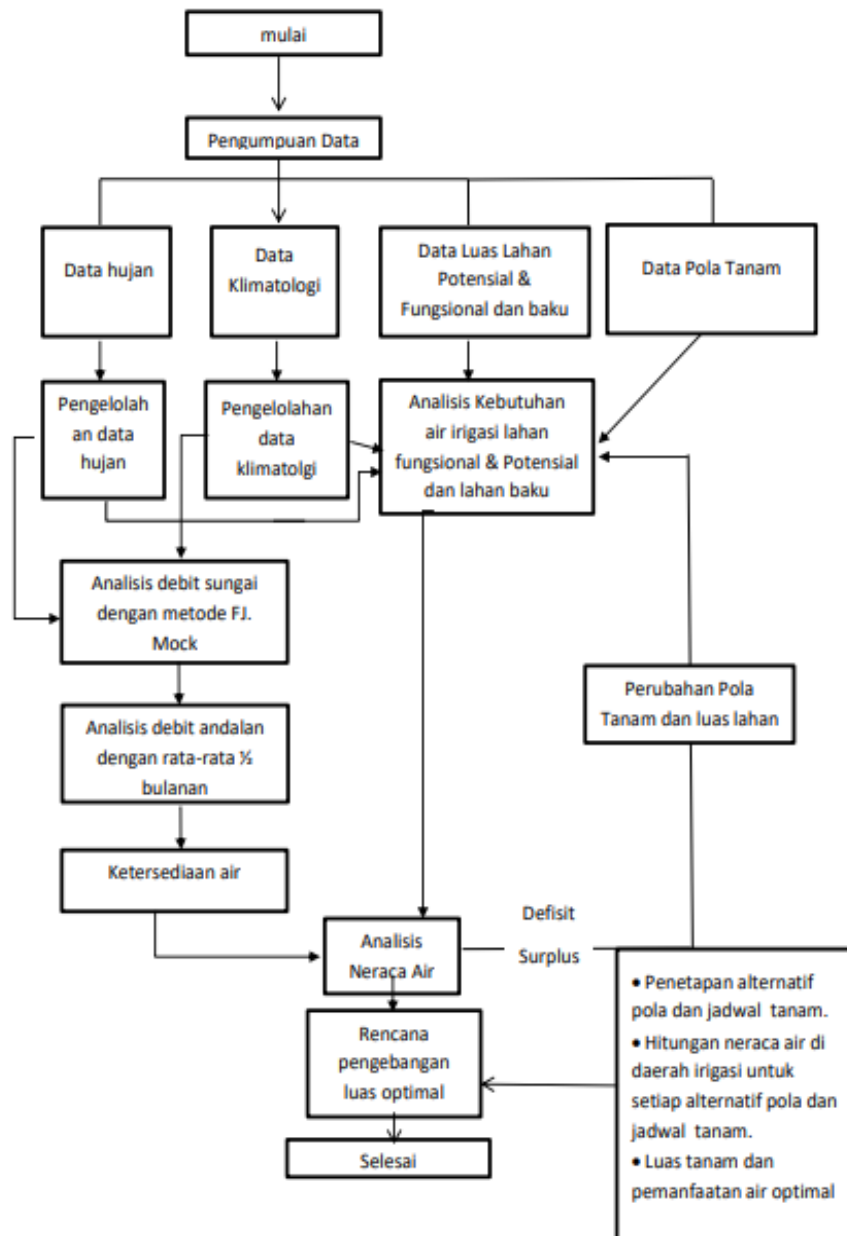 mulai
Pengumpuan Data
Data hujan
Data
Klimatologi
Data Luas Lahan
Potensial &
Fungsional dan baku
Data Pola Tanam
Pengelolah
an data
hujan
Pengelolahan
data
klimatolgi
Analisis Kebutuhan
air irigasi lahan
fungsional & Potensial
dan lahan baku
Analisis debit sungai
dengan metode FJ.
Mock
Perubahan Pola
Tanam dan luas lahan
Analisis debit andalan
dengan rata-rata ½
bulanan
Ketersediaan air
Analisis
Neraca Air
Defisit
Surplus
• Penetapan alternatif
pola dan jadwal tanam.
• Hitungan neraca air di
daerah irigasi untuk
setiap alternatif pola dan
jadwal tanam.
• Luas tanam dan
pemanfaatan air optimal
Rencana
pengebangan
luas optimal
Selesai